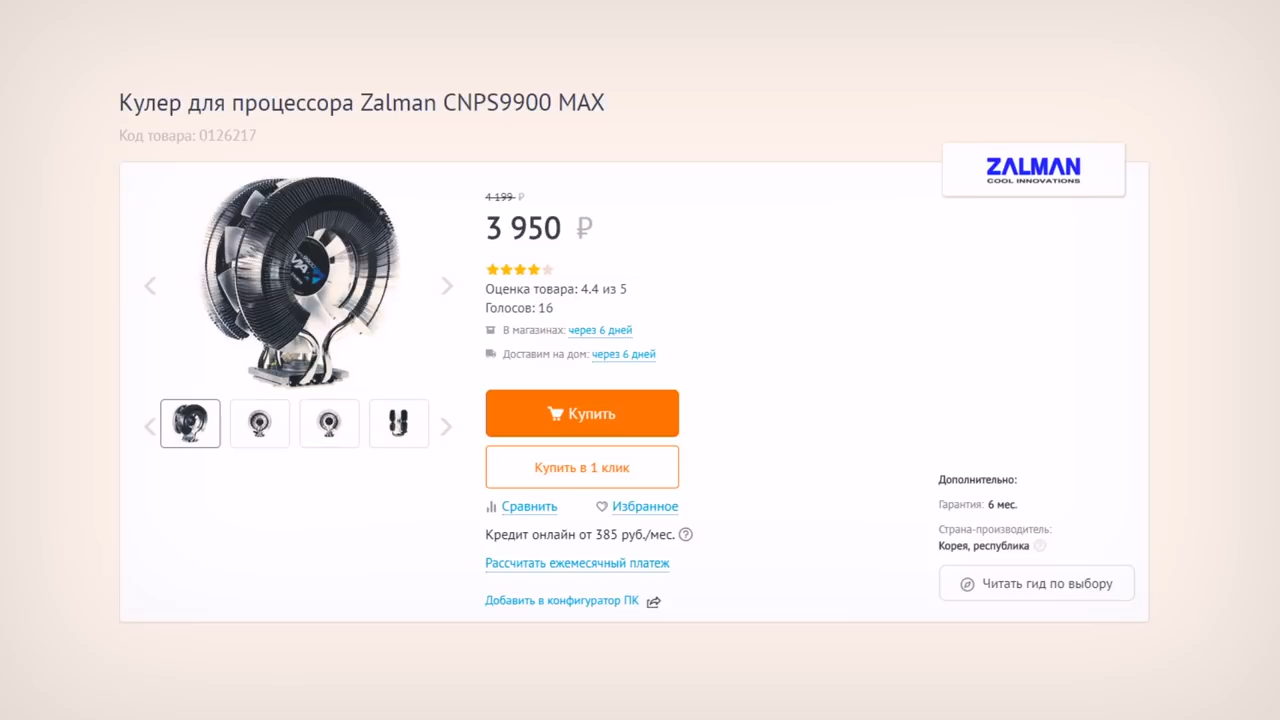 Кулер для процессора Zalman CNPS9900 MAX
Код товара: 0126217
ZALMAN
COOL INNOVATIONS
4 199 ₽
3 950 ₽
Оценка товара: 4.4 из 5
Голосов: 16
В магазинах: через 6 дней
Доставим на дом: через 6 дней
Купить
Купить в 1 клик
Сравнить
Избранное
Кредит онлайн от 385 руб./мес. ?
Рассчитать ежемесячный платеж
Добавить в конфигуратор ПК
Дополнительно:
Гарантия: 6 мес.
Страна-производитель:
Корея, республика ?
Читать гид по выбору